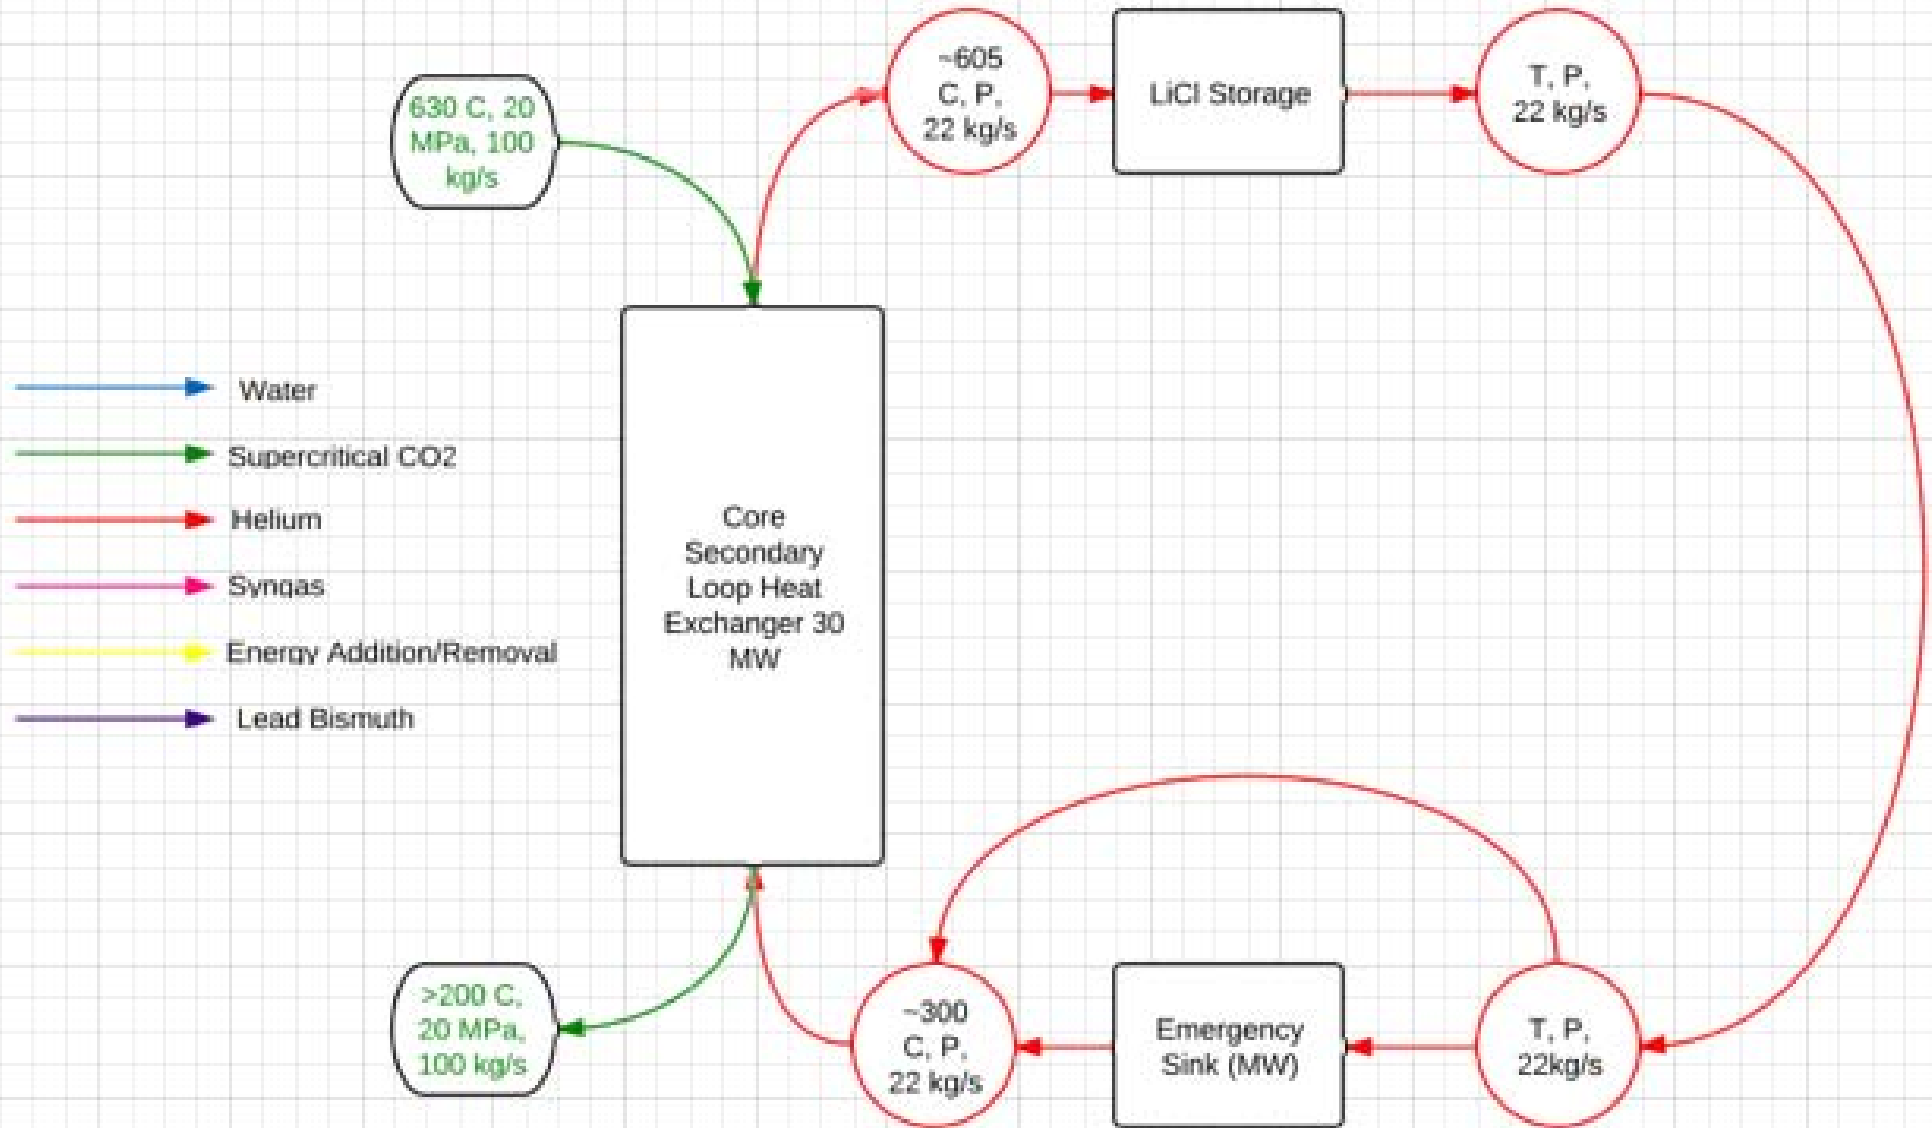 ~605
C, P,
22 kg/s
LiCl Storage
T, P,
22 kg/s
630 C, 20
MPa, 100
kg/s
Water
Supercritical CO2
Helium
Syngas
Energy Addition/Removal
Lead Bismuth
Core
Secondary
Loop Heat
Exchanger 30
MW
>200 C,
20 MPa,
100 kg/s
~300
C, P,
22 kg/s
Emergency
Sink (MW)
T, P,
22kg/s